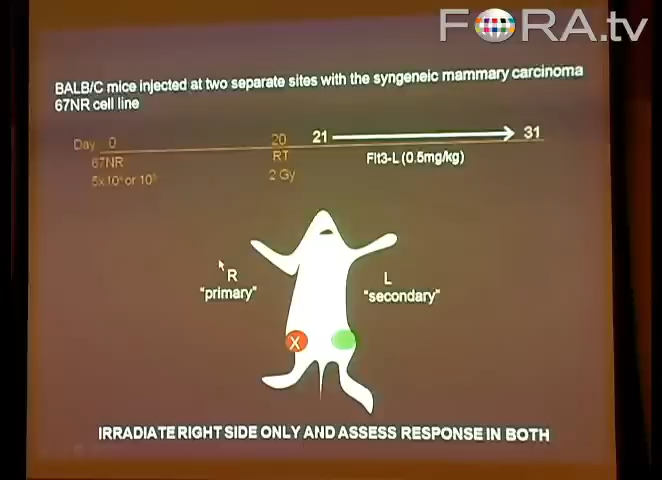 FORA.tv
BALB/C mice injected at two separate sites with the syngeneic mammary carcinoma
67NR cell line
Day 0 20 21 31
67NR RT Flt3-L (0.5mg/kg)
or 2 Gy
R L
"primary" "secondary"
X
IRRADIATE RIGHT SIDE ONLY AND ASSESS RESPONSE IN BOTH